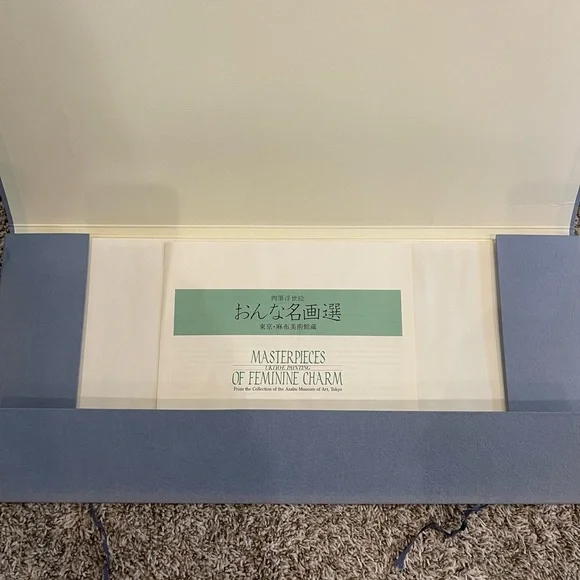 肉筆浮世絵
おんな名画選
東京・麻布美術館蔵
MASTERPIECES
UKIYOE PAINTING
OF FEMININE CHARM
From the Collection of the Azabu Museum of Art, Tokyo